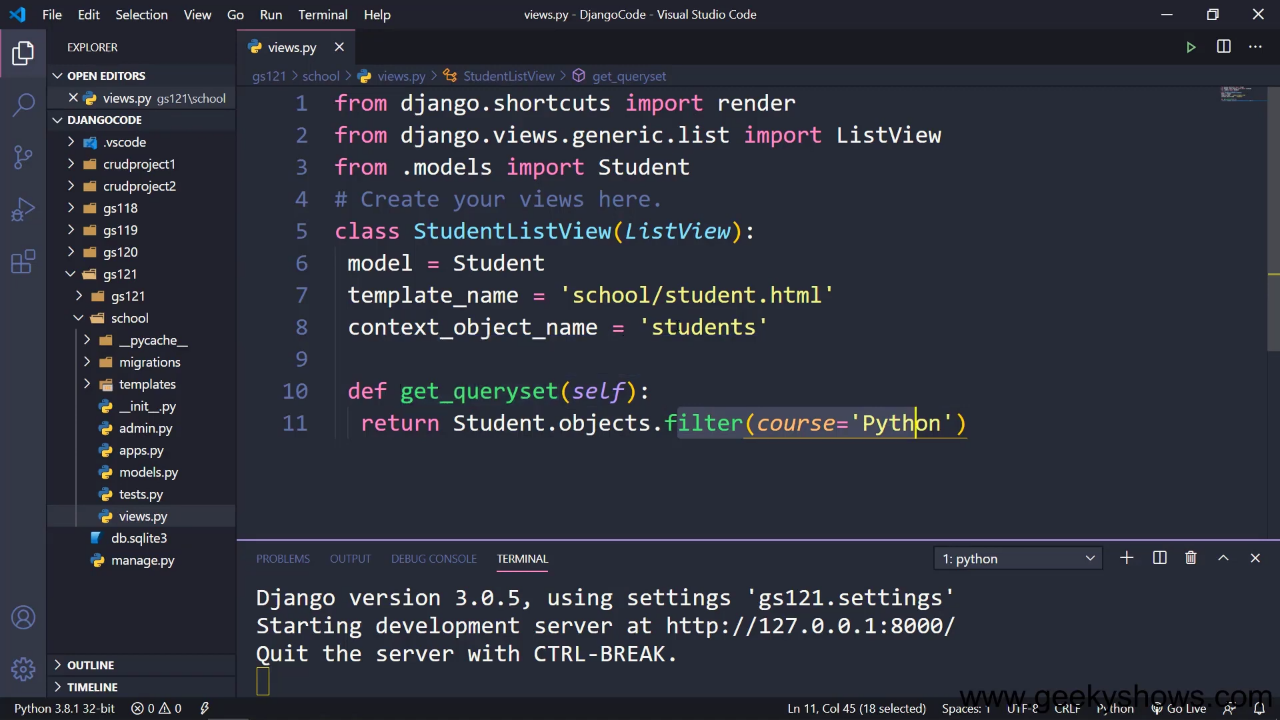 File Edit Selection View Go Run Terminal Help
views.py - DjangoCode - Visual Studio Code
EXPLORER
OPEN EDITORS
views.py gs121\school
DJANGOCODE
.vscode
crudproject1
crudproject2
gs118
gs119
gs120
gs121
gs121
school
__pycache__
migrations
templates
__init__.py
admin.py
apps.py
models.py
tests.py
views.py
db.sqlite3
manage.py
OUTLINE
TIMELINE
views.py
gs121 school views.py StudentListView get_queryset
1 from django.shortcuts import render
2 from django.views.generic.list import ListView
3 from .models import Student
4 # Create your views here.
5 class StudentListView(ListView):
6 model = Student
7 template_name = 'school/student.html'
8 context_object_name = 'students'
9
10 def get_queryset(self):
11 return Student.objects.filter(course='Python')
PROBLEMS OUTPUT DEBUG CONSOLE TERMINAL
1: python
Django version 3.0.5, using settings 'gs121.settings'
Starting development server at http://127.0.0.1:8000/
Quit the server with CTRL-BREAK.
www.geekyshows.com
Python 3.8.1 32-bit 0 0 Ln 11, Col 45 (18 selected) Spaces: 1 UTF-8 CRLF Python Go Live